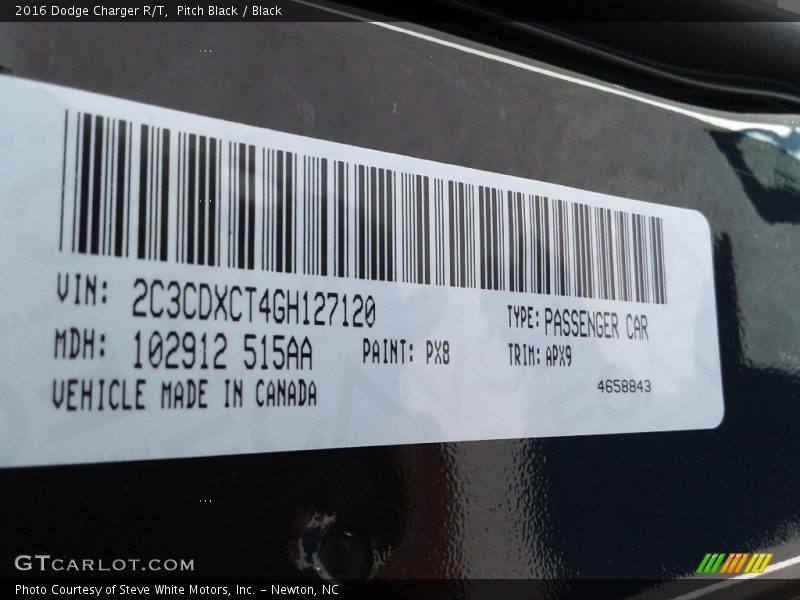 2016 Dodge Charger R/T, Pitch Black / Black
VIN: 2C3CDXCT4GH127120 TYPE: PASSENGER CAR
MDH: 102912 515AA PAINT: PX8 TRIM: APX9
VEHICLE MADE IN CANADA 4658843
GTCARLOT.COM
Photo Courtesy of Steve White Motors, Inc. – Newton, NC